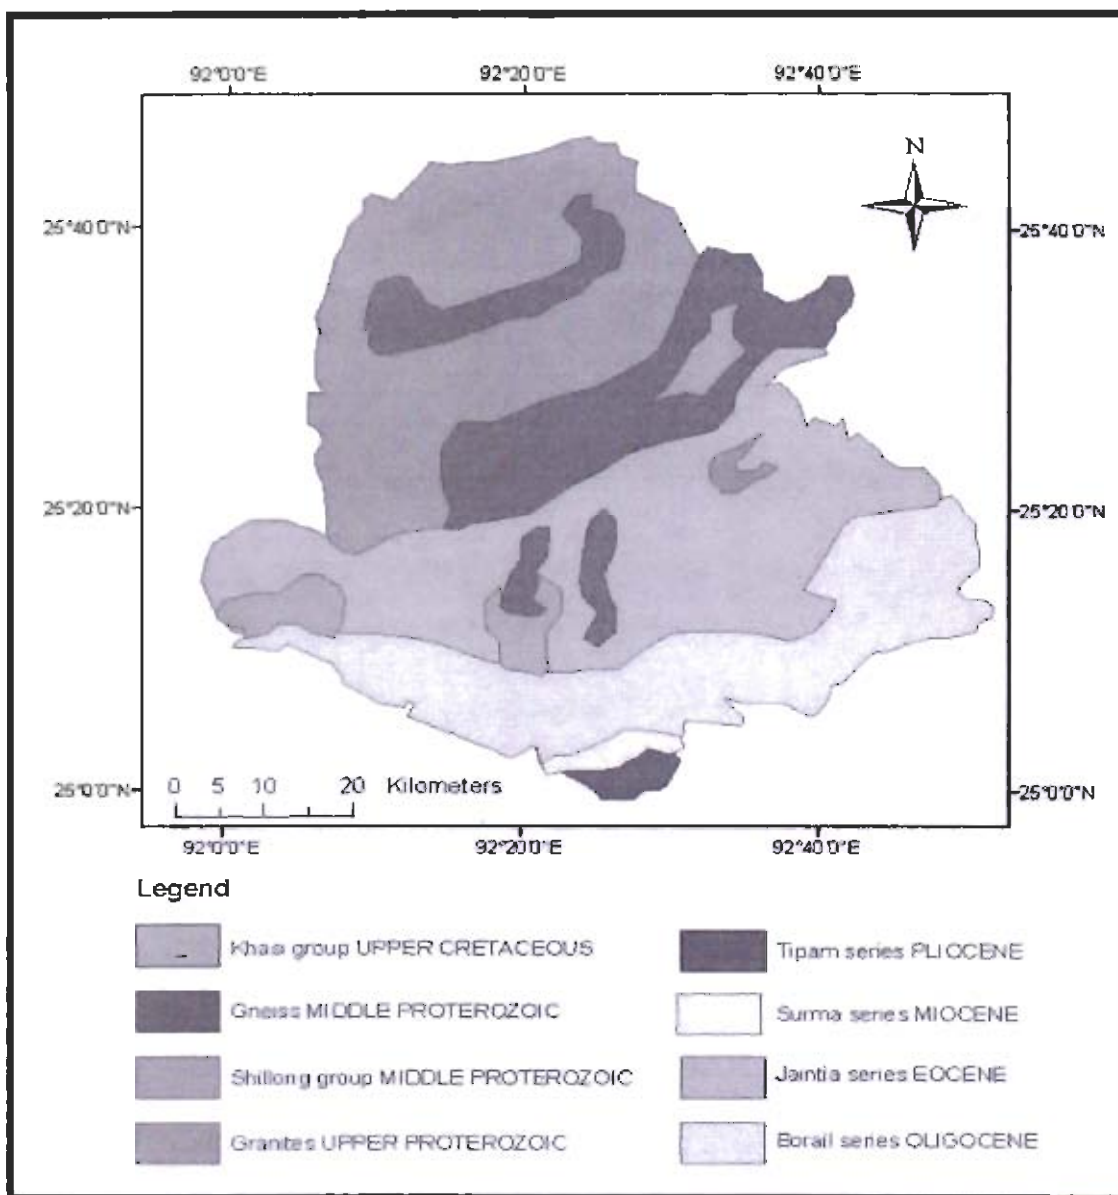 92°0'0"E 92°20'0"E 92°40'0"E
N
25°40'0"N 25°40'0"N
25°20'0"N 25°20'0"N
0 5 10 20 Kilometers
25°0'0"N 25°0'0"N
92°0'0"E 92°20'0"E 92°40'0"E
Legend
Khasi group UPPER CRETACEOUS
Gneiss MIDDLE PROTEROZOIC
Shillong group MIDDLE PROTEROZOIC
Granites UPPER PROTEROZOIC
Tipam series PLIOCENE
Surma series MIOCENE
Jaintia series EOCENE
Borail series OLIGOCENE